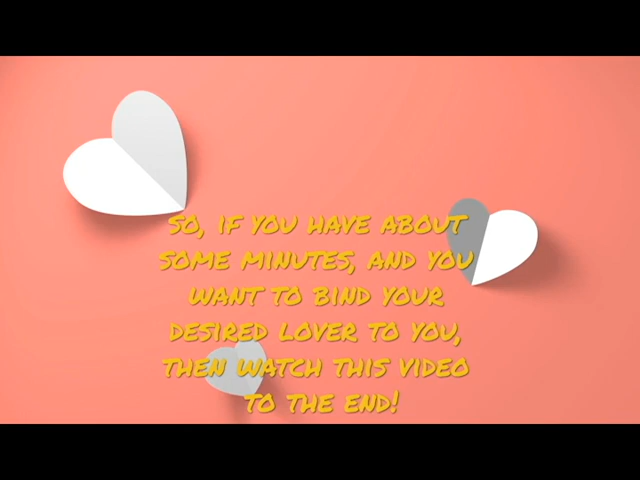 SO, IF YOU HAVE ABOUT
SOME MINUTES, AND YOU
WANT TO BIND YOUR
DESIRED LOVER TO YOU,
THEN WATCH THIS VIDEO
TO THE END!